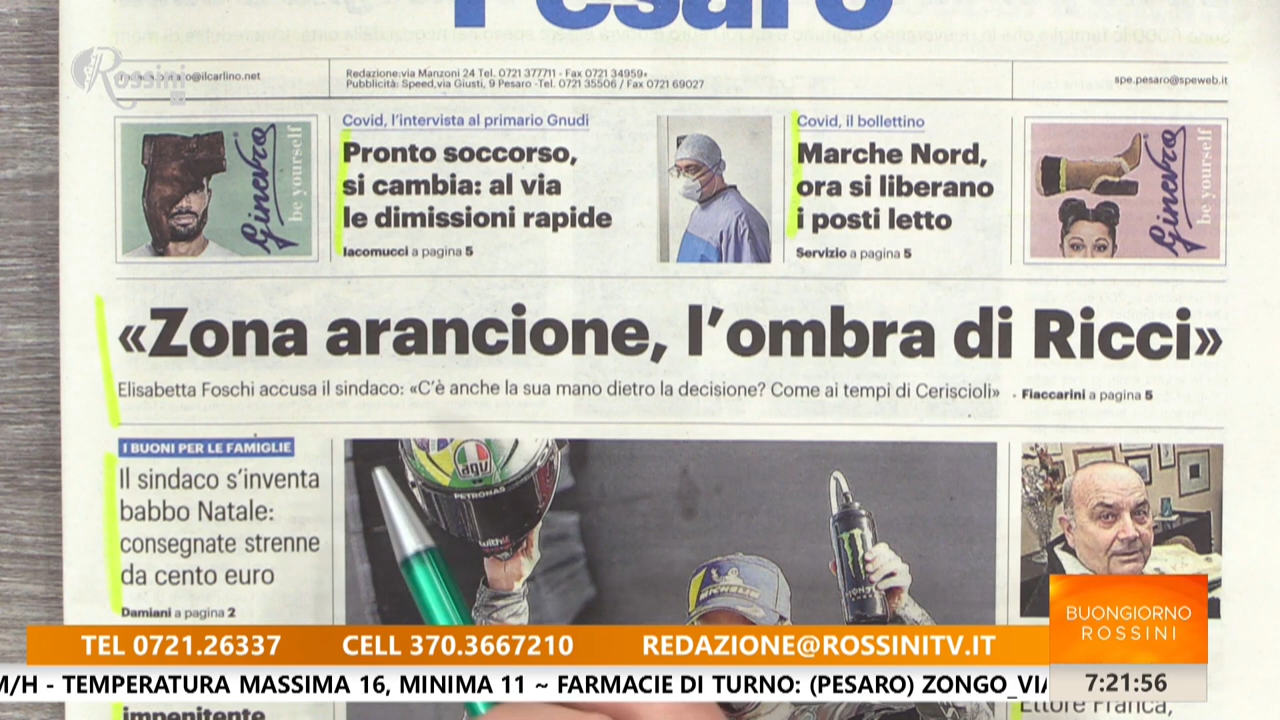 Pesaro
Rossini
@ilcarlino.net
Redazione:via Manzoni 24 Tel. 0721 377711 - Fax 0721 34959
Pubblicità: Speed,via Giusti, 9 Pesaro -Tel. 0721 35506 / Fax 0721 69027
spe.pesaro@speweb.it
Ginevra
be yourself
Covid, l'intervista al primario Gnudi
Pronto soccorso,
si cambia: al via
le dimissioni rapide
Iacomucci a pagina 5
Covid, il bollettino
Marche Nord,
ora si liberano
i posti letto
Servizio a pagina 5
Ginevra
be yourself
«Zona arancione, l'ombra di Ricci»
Elisabetta Foschi accusa il sindaco: «C'è anche la sua mano dietro la decisione? Come ai tempi di Ceriscioli» - Fiaccarini a pagina 5
I BUONI PER LE FAMIGLIE
Il sindaco s'inventa
babbo Natale:
consegnate strenne
da cento euro
Damiani a pagina 2
agv
PETRONAS
MICHELIN
impenitente
Ettore Franca,
TEL 0721.26337 CELL 370.3667210 REDAZIONE@ROSSINITV.IT
BUONGIORNO
ROSSINI
M/H - TEMPERATURA MASSIMA 16, MINIMA 11 ~ FARMACIE DI TURNO: (PESARO) ZONGO_VIA
7:21:56